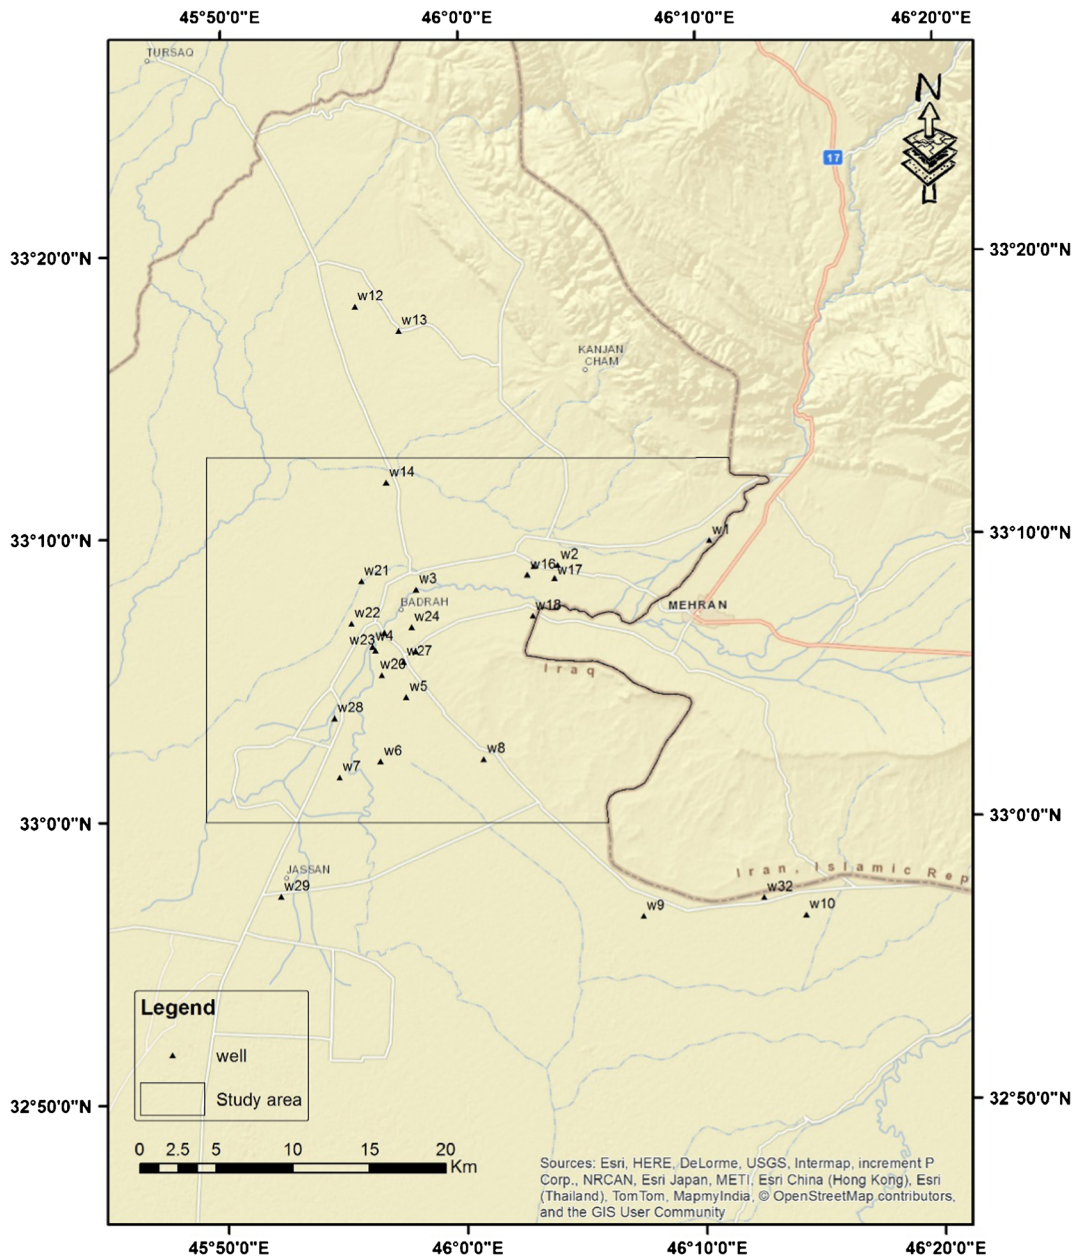 45°50'0"E
46°0'0"E
46°10'0"E
46°20'0"E
TURSAQ
N
17
33°20'0"N
33°20'0"N
w12
w13
KANJAN
CHAM
w14
w1
33°10'0"N
33°10'0"N
w2
w16
w17
w21
w3
BADRAH
w18
MEHRAN
w22
w24
w4
w23
w27
w26
Iraq
w5
w28
w6
w8
w7
33°0'0"N
33°0'0"N
JASSAN
w29
Iran, Islamic Rep
w32
w9
w10
Legend
well
Study area
32°50'0"N
32°50'0"N
0 2.5 5 10 15 20
Km
Sources: Esri, HERE, DeLorme, USGS, Intermap, increment P
Corp., NRCAN, Esri Japan, METI, Esri China (Hong Kong), Esri
(Thailand), TomTom, MapmyIndia, © OpenStreetMap contributors,
and the GIS User Community
45°50'0"E
46°0'0"E
46°10'0"E
46°20'0"E